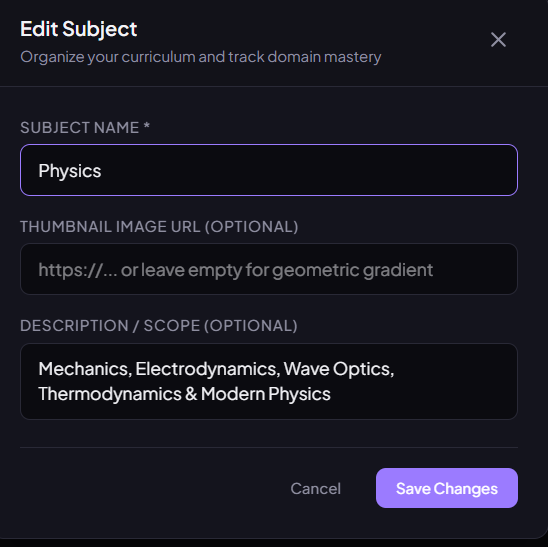 Edit Subject
Organize your curriculum and track domain mastery
SUBJECT NAME *
Physics
THUMBNAIL IMAGE URL (OPTIONAL)
https://... or leave empty for geometric gradient
DESCRIPTION / SCOPE (OPTIONAL)
Mechanics, Electrodynamics, Wave Optics,
Thermodynamics & Modern Physics
Cancel
Save Changes